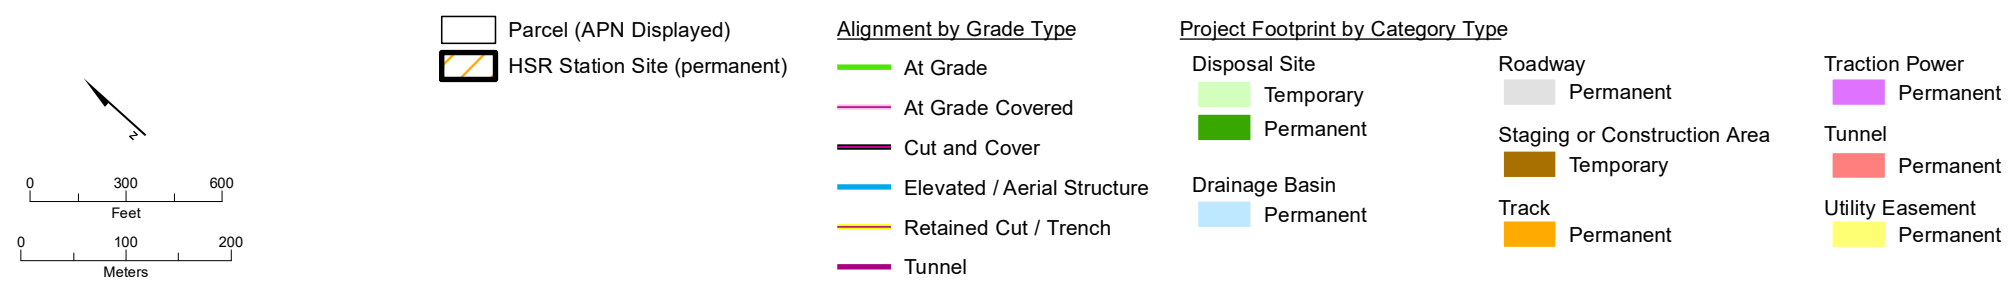 N
0 300 600
Feet
0 100 200
Meters
Parcel (APN Displayed)
HSR Station Site (permanent)
Alignment by Grade Type
At Grade
At Grade Covered
Cut and Cover
Elevated / Aerial Structure
Retained Cut / Trench
Tunnel
Project Footprint by Category Type
Disposal Site
Temporary
Permanent
Drainage Basin
Permanent
Roadway
Permanent
Staging or Construction Area
Temporary
Track
Permanent
Traction Power
Permanent
Tunnel
Permanent
Utility Easement
Permanent